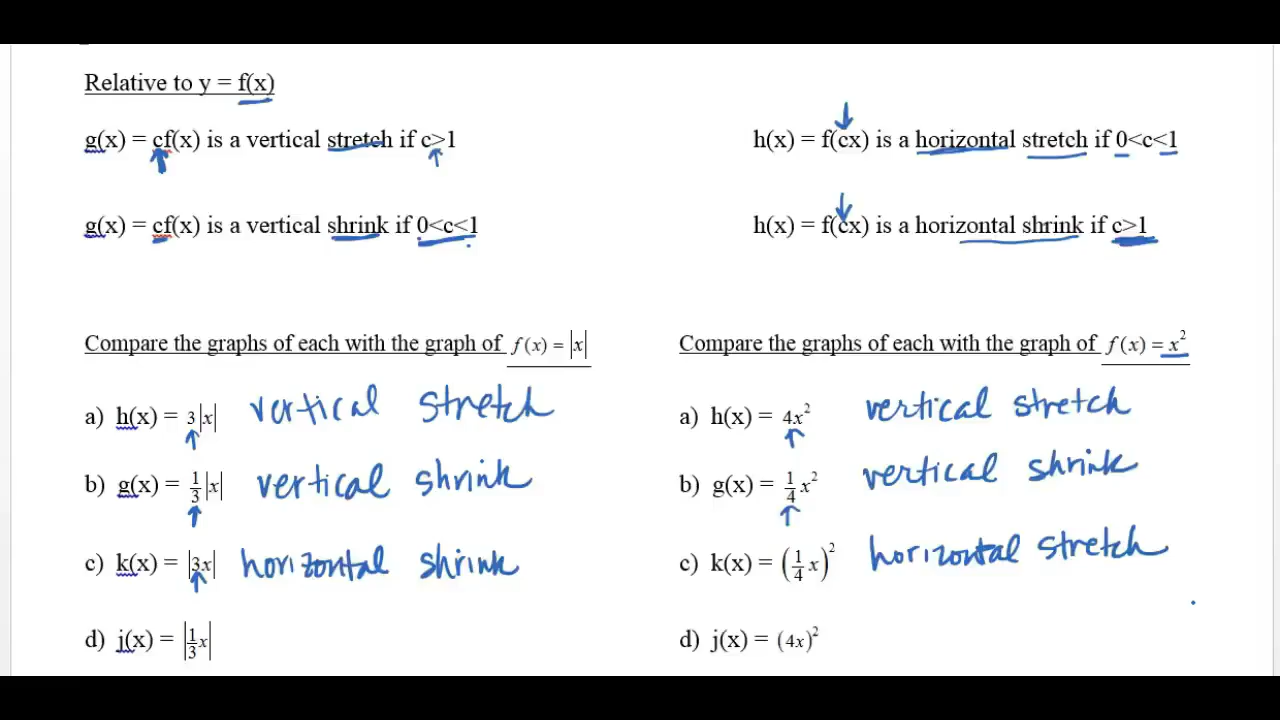 Relative to y = f(x)
g(x) = cf(x) is a vertical stretch if c>1
g(x) = cf(x) is a vertical shrink if 0<c<1
h(x) = f(cx) is a horizontal stretch if 0<c<1
h(x) = f(cx) is a horizontal shrink if c>1
Compare the graphs of each with the graph of f(x) = |x|
a) h(x) = 3|x| vertical stretch
b) g(x) = 1/3|x| vertical shrink
c) k(x) = |3x| horizontal shrink
d) j(x) = |1/3x|
Compare the graphs of each with the graph of f(x) = x²
a) h(x) = 4x² vertical stretch
b) g(x) = 1/4x² vertical shrink
c) k(x) = (1/4x)² horizontal stretch
d) j(x) = (4x)²